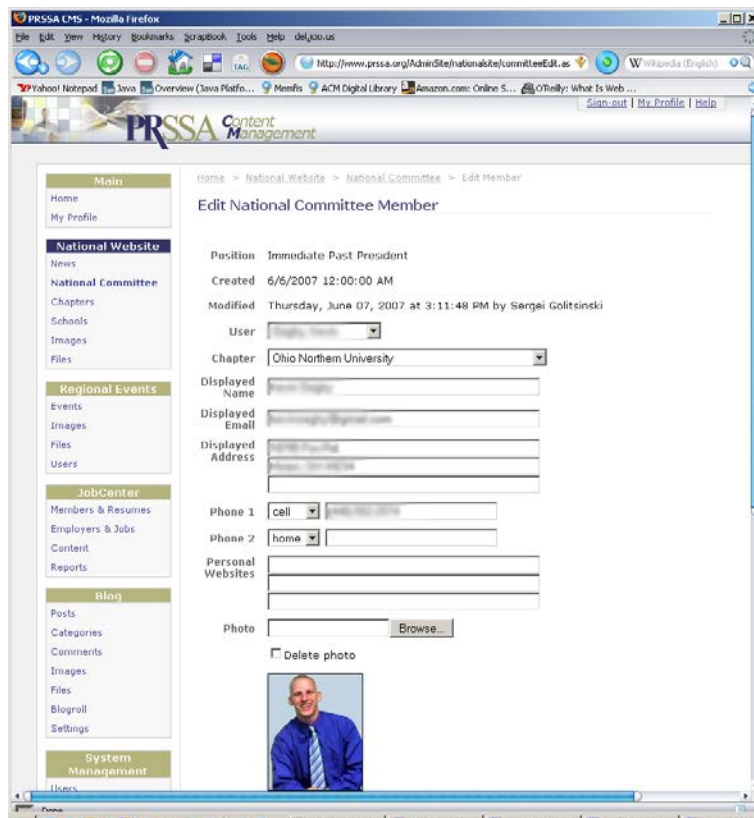 PRSSA CMS - Mozilla Firefox
File Edit View History Bookmarks ScrapBook Tools Help del.icio.us
TAG http://www.prssa.org/AdminSite/nationalsite/committeeEdit.as W Wikipedia (English)
Yahoo! Notepad Java Overview (Java Platfo... Memfis ACM Digital Library Amazon.com: Online S... O'Reilly: What Is Web ...
Sign-out | My Profile | Help
PRSSA Content Management
Home > National Website > National Committee > Edit Member
Edit National Committee Member
Main
Home
My Profile
National Website
News
National Committee
Chapters
Schools
Images
Files
Regional Events
Events
Images
Files
Users
JobCenter
Members & Resumes
Employers & Jobs
Content
Reports
Blog
Posts
Categories
Comments
Images
Files
Blogroll
Settings
System Management
Users
Position Immediate Past President
Created 6/6/2007 12:00:00 AM
Modified Thursday, June 07, 2007 at 3:11:48 PM by Sergei Golitsinski
User
Chapter Ohio Northern University
Displayed Name
Displayed Email
Displayed Address
Phone 1 cell
Phone 2 home
Personal Websites
Photo Browse...
Delete photo
Done